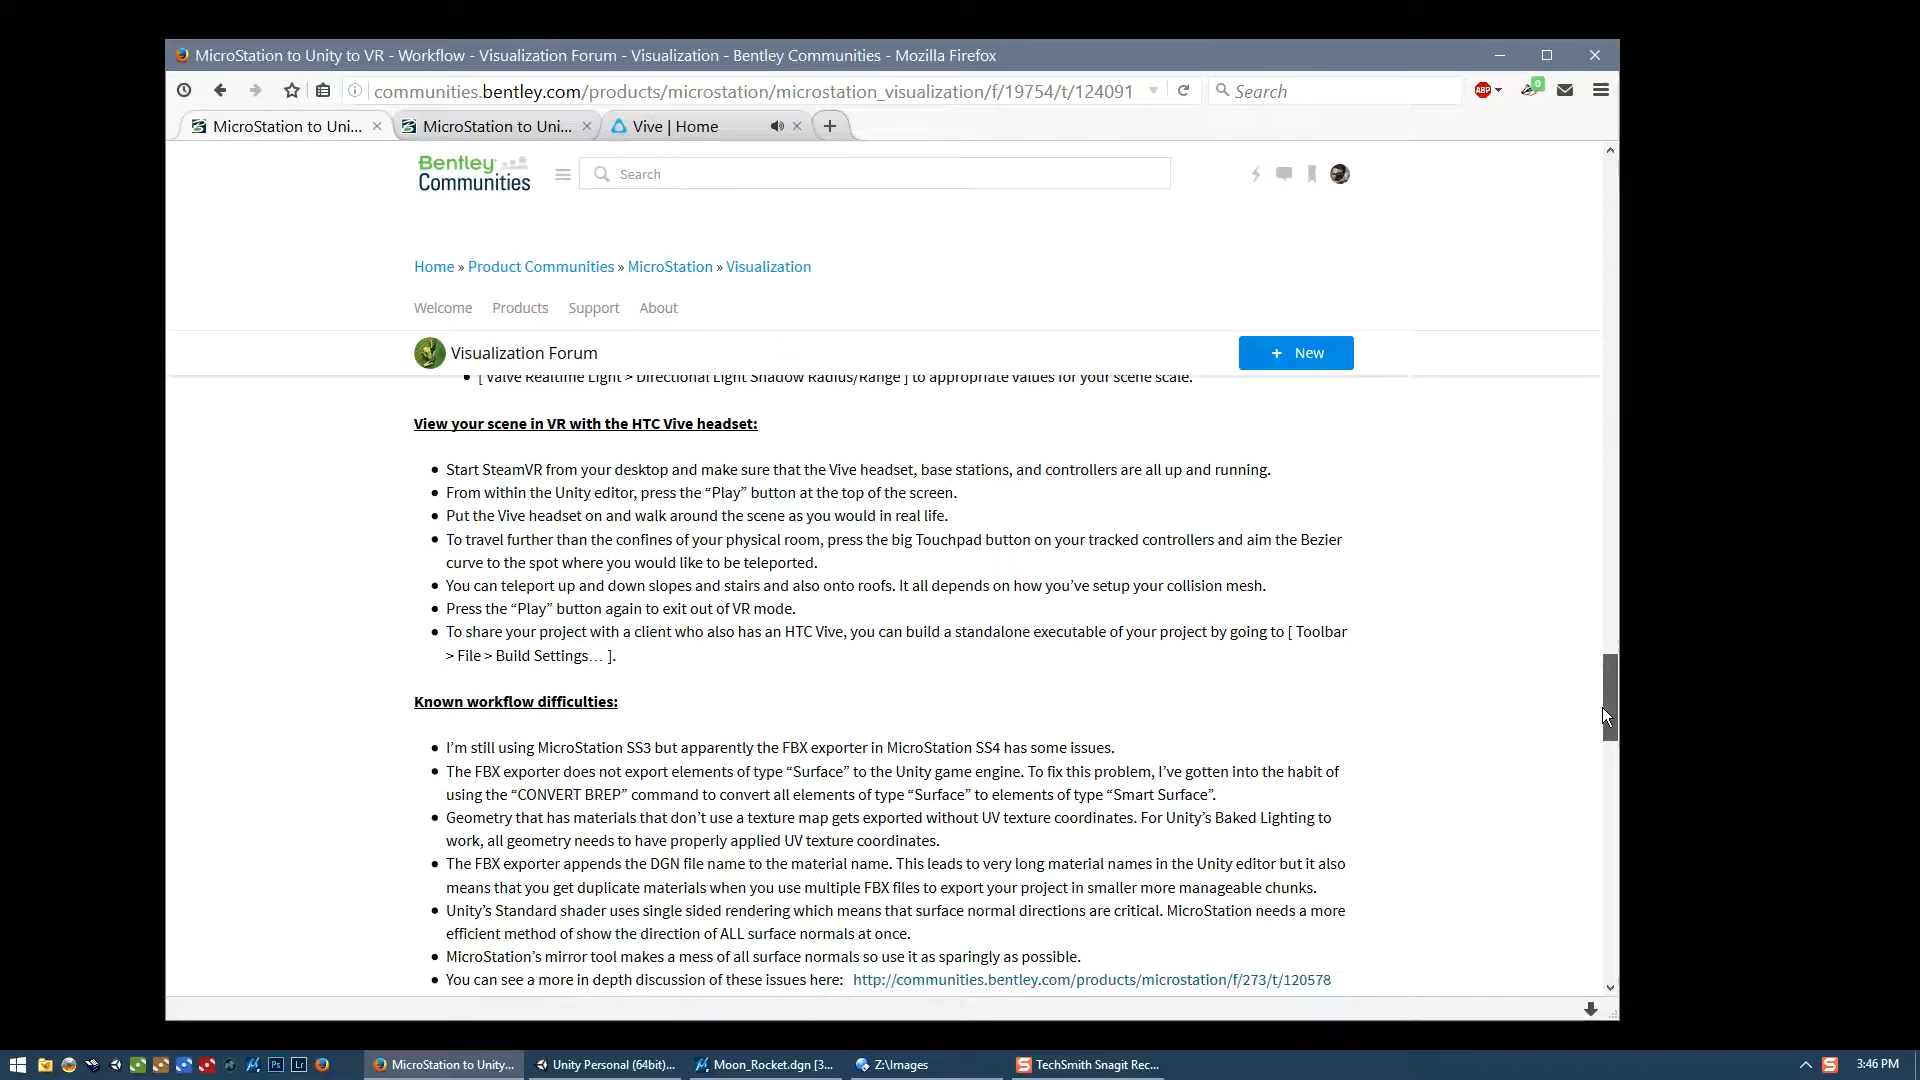 MicroStation to Unity to VR - Workflow - Visualization Forum - Visualization - Bentley Communities - Mozilla Firefox
communities.bentley.com/products/microstation/microstation_visualization/f/19754/t/124091
Search
ABP
0
MicroStation to Uni...
MicroStation to Uni...
Vive | Home
Bentley
Communities
Search
Home » Product Communities » MicroStation » Visualization
Welcome Products Support About
Visualization Forum
+ New
• [ Valve Realtime Light > Directional Light Shadow Radius/Range ] to appropriate values for your scene scale.
View your scene in VR with the HTC Vive headset:
• Start SteamVR from your desktop and make sure that the Vive headset, base stations, and controllers are all up and running.
• From within the Unity editor, press the “Play” button at the top of the screen.
• Put the Vive headset on and walk around the scene as you would in real life.
• To travel further than the confines of your physical room, press the big Touchpad button on your tracked controllers and aim the Bezier
curve to the spot where you would like to be teleported.
• You can teleport up and down slopes and stairs and also onto roofs. It all depends on how you’ve setup your collision mesh.
• Press the “Play” button again to exit out of VR mode.
• To share your project with a client who also has an HTC Vive, you can build a standalone executable of your project by going to [ Toolbar
> File > Build Settings… ].
Known workflow difficulties:
• I’m still using MicroStation SS3 but apparently the FBX exporter in MicroStation SS4 has some issues.
• The FBX exporter does not export elements of type “Surface” to the Unity game engine. To fix this problem, I’ve gotten into the habit of
using the “CONVERT BREP” command to convert all elements of type “Surface” to elements of type “Smart Surface”.
• Geometry that has materials that don’t use a texture map gets exported without UV texture coordinates. For Unity’s Baked Lighting to
work, all geometry needs to have properly applied UV texture coordinates.
• The FBX exporter appends the DGN file name to the material name. This leads to very long material names in the Unity editor but it also
means that you get duplicate materials when you use multiple FBX files to export your project in smaller more manageable chunks.
• Unity’s Standard shader uses single sided rendering which means that surface normal directions are critical. MicroStation needs a more
efficient method of show the direction of ALL surface normals at once.
• MicroStation’s mirror tool makes a mess of all surface normals so use it as sparingly as possible.
• You can see a more in depth discussion of these issues here: http://communities.bentley.com/products/microstation/f/273/t/120578
Ps
Lr
MicroStation to Unity...
Unity Personal (64bit)...
Moon_Rocket.dgn [3...
Z:\Images
TechSmith Snagit Rec...
3:46 PM